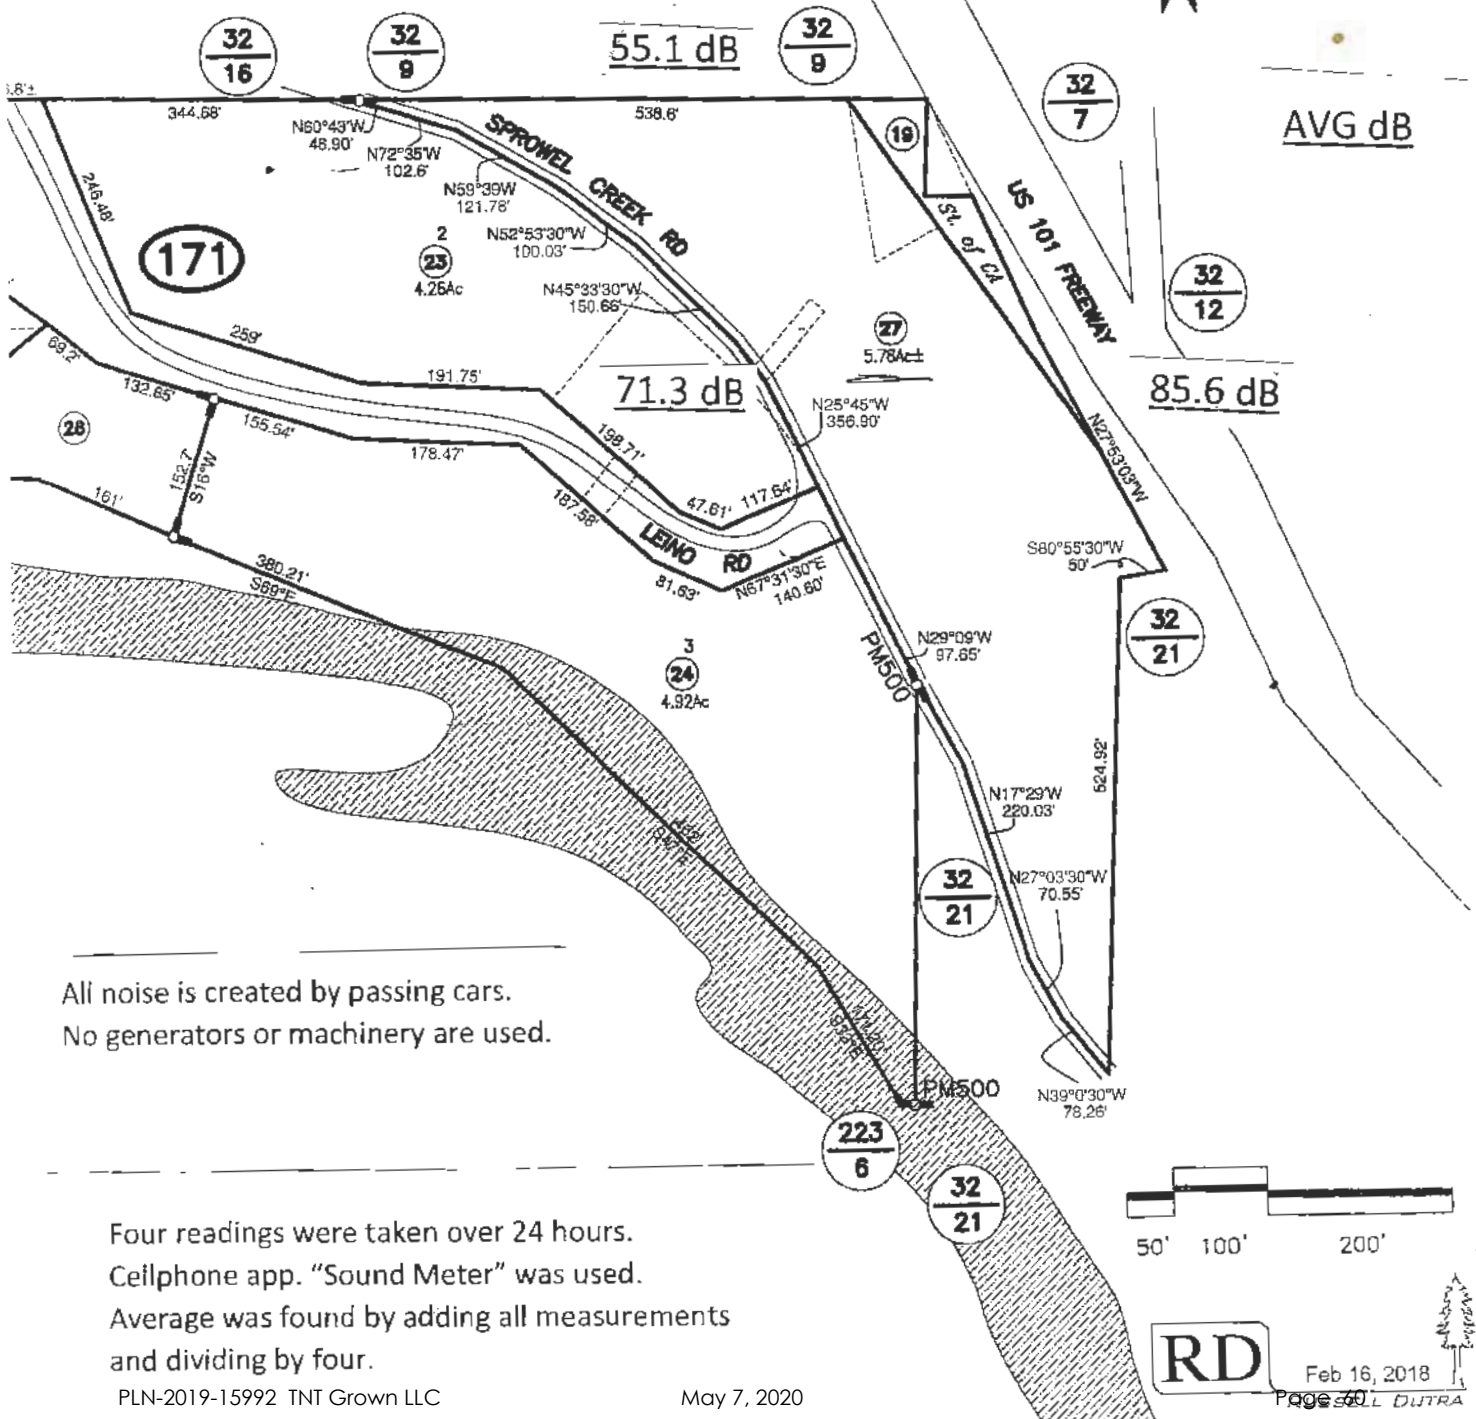 32
16
32
9
55.1 dB
32
9
32
7
AVG dB
344.68'
538.6'
19
N60°43'W
46.90'
N72°35'W
102.6'
N59°39W
121.78'
N52°53'30"W
100.03'
N45°33'30"W
150.66'
SPROWEL CREEK RD
St. of CA
US 101 FREEWAY
246.48'
171
2
23
4.26Ac
32
12
27
5.78Ac±
259'
191.75'
71.3 dB
85.6 dB
69.2'
132.65'
155.54'
178.47'
28
152.7
S16°W
161'
198.71'
187.58'
47.61'
117.64'
N25°45"W
356.90'
N27°53'03"W
LEINO RD
81.63'
N67°31'30"E
140.60'
S80°55'30"W
50'
380.21'
S69°E
32
21
3
24
4.92Ac
PM500
N29°09'W
97.65'
524.92'
N17°29'W
220.03'
32
21
N27°03'30"W
70.55'
All noise is created by passing cars.
No generators or machinery are used.
PM500
N39°0'30"W
78.26'
223
6
32
21
50' 100' 200'
Four readings were taken over 24 hours.
Cellphone app. “Sound Meter” was used.
Average was found by adding all measurements
and dividing by four.
RD
Feb 16, 2018
RUSSELL DUTRA
PLN-2019-15992 TNT Grown LLC
May 7, 2020
Page 60